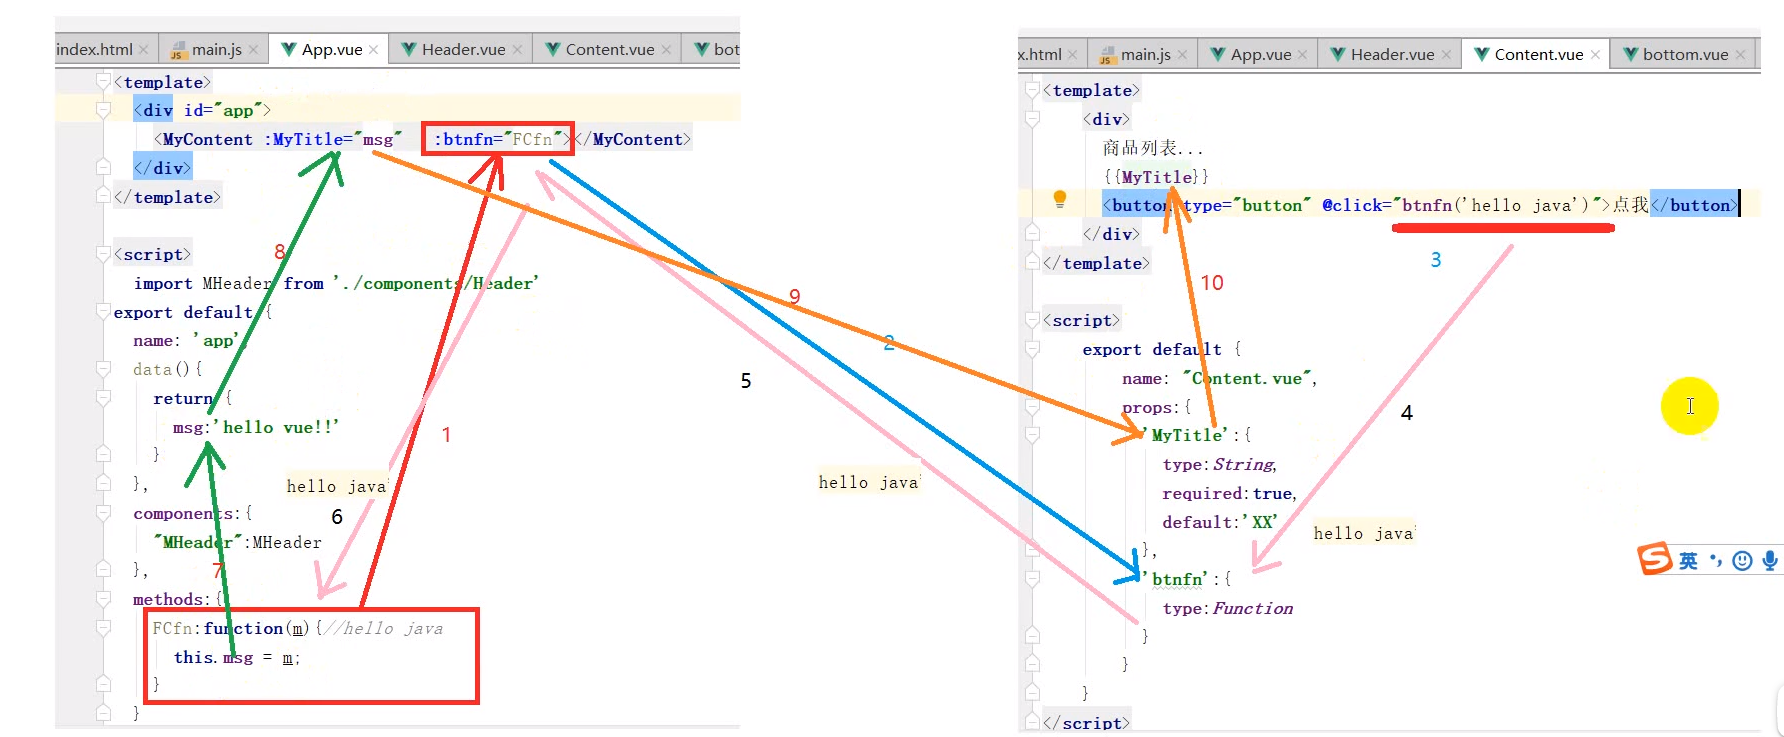 index.html × main.js × App.vue × Header.vue × Content.vue × bot
<template>
<div id="app">
<MyContent :MyTitle="msg" :btnfn="FCfn"></MyContent>
</div>
</template>
8
<script>
import MHeader from './components/Header'
export default {
name: 'app',
data(){
return {
msg:'hello vue!!'
}
},
1
hello java'
6
components:{
"MHeader":MHeader
},
7
methods:{
FCfn:function(m){//hello java
this.msg = m;
}
}
9
2
5
hello java'
x.html × main.js × App.vue × Header.vue × Content.vue × bottom.vue ×
<template>
<div>
商品列表...
{{MyTitle}}
<button type="button" @click="btnfn('hello java')">点我</button>
</div>
3
</template>
10
<script>
export default {
name: "Content.vue",
props:{
4
'MyTitle':{
type:String,
required:true,
default:'XX'
hello java'
},
'btnfn':{
type:Function
}
}
}
</script>
S 英